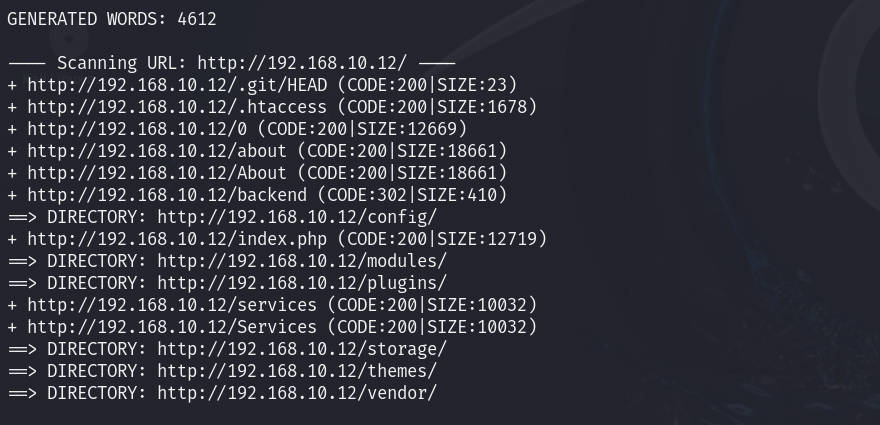 GENERATED WORDS: 4612
---- Scanning URL: http://192.168.10.12/ ----
+ http://192.168.10.12/.git/HEAD (CODE:200|SIZE:23)
+ http://192.168.10.12/.htaccess (CODE:200|SIZE:1678)
+ http://192.168.10.12/0 (CODE:200|SIZE:12669)
+ http://192.168.10.12/about (CODE:200|SIZE:18661)
+ http://192.168.10.12/About (CODE:200|SIZE:18661)
+ http://192.168.10.12/backend (CODE:302|SIZE:410)
==> DIRECTORY: http://192.168.10.12/config/
+ http://192.168.10.12/index.php (CODE:200|SIZE:12719)
==> DIRECTORY: http://192.168.10.12/modules/
==> DIRECTORY: http://192.168.10.12/plugins/
+ http://192.168.10.12/services (CODE:200|SIZE:10032)
+ http://192.168.10.12/Services (CODE:200|SIZE:10032)
==> DIRECTORY: http://192.168.10.12/storage/
==> DIRECTORY: http://192.168.10.12/themes/
==> DIRECTORY: http://192.168.10.12/vendor/